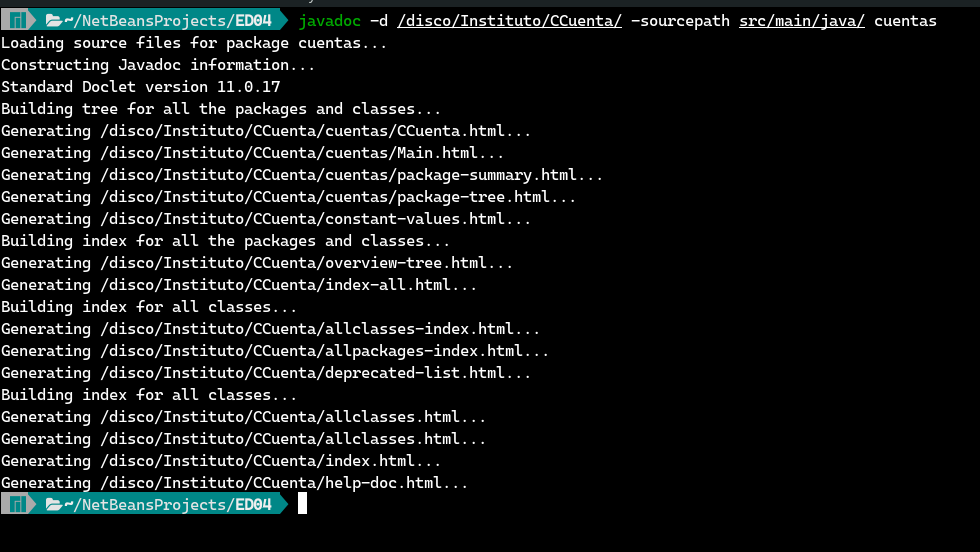 ~/NetBeansProjects/ED04 javadoc -d /disco/Instituto/CCuenta/ -sourcepath src/main/java/ cuentas
Loading source files for package cuentas...
Constructing Javadoc information...
Standard Doclet version 11.0.17
Building tree for all the packages and classes...
Generating /disco/Instituto/CCuenta/cuentas/CCuenta.html...
Generating /disco/Instituto/CCuenta/cuentas/Main.html...
Generating /disco/Instituto/CCuenta/cuentas/package-summary.html...
Generating /disco/Instituto/CCuenta/cuentas/package-tree.html...
Generating /disco/Instituto/CCuenta/constant-values.html...
Building index for all the packages and classes...
Generating /disco/Instituto/CCuenta/overview-tree.html...
Generating /disco/Instituto/CCuenta/index-all.html...
Building index for all classes...
Generating /disco/Instituto/CCuenta/allclasses-index.html...
Generating /disco/Instituto/CCuenta/allpackages-index.html...
Generating /disco/Instituto/CCuenta/deprecated-list.html...
Building index for all classes...
Generating /disco/Instituto/CCuenta/allclasses.html...
Generating /disco/Instituto/CCuenta/allclasses.html...
Generating /disco/Instituto/CCuenta/index.html...
Generating /disco/Instituto/CCuenta/help-doc.html...
~/NetBeansProjects/ED04